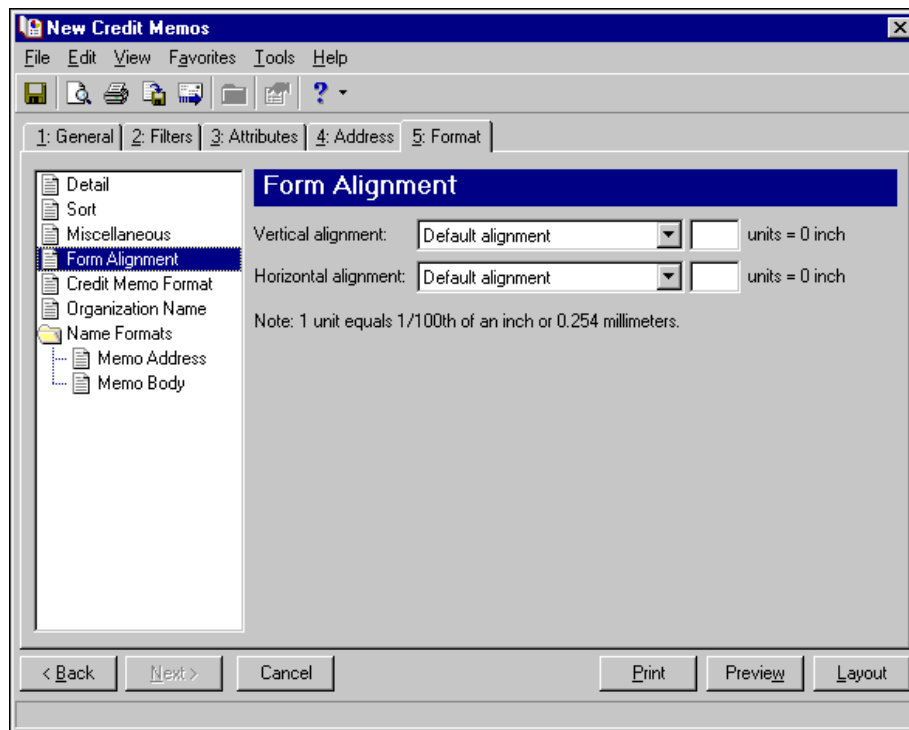 New Credit Memos
File Edit View Favorites Tools Help
?
1: General 2: Filters 3: Attributes 4: Address 5: Format
Detail
Sort
Miscellaneous
Form Alignment
Credit Memo Format
Organization Name
Name Formats
Memo Address
Memo Body
Form Alignment
Vertical alignment: Default alignment units = 0 inch
Horizontal alignment: Default alignment units = 0 inch
Note: 1 unit equals 1/100th of an inch or 0.254 millimeters.
< Back Next > Cancel Print Preview Layout